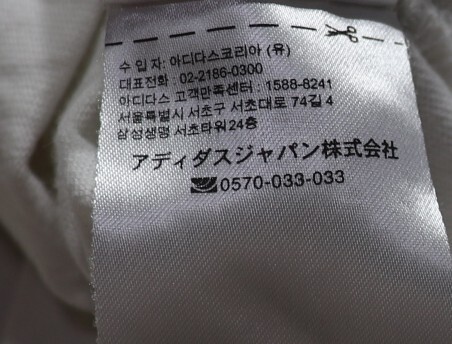 수 입 자: 아디다스코리아 (유)
대표전화 : 02-2186-0300
아디다스 고객만족센터 : 1588-8241
서울특별시 서초구 서초대로 74길 4
삼성생명 서초타워24층
アディダスジャパン株式会社
0570-033-033